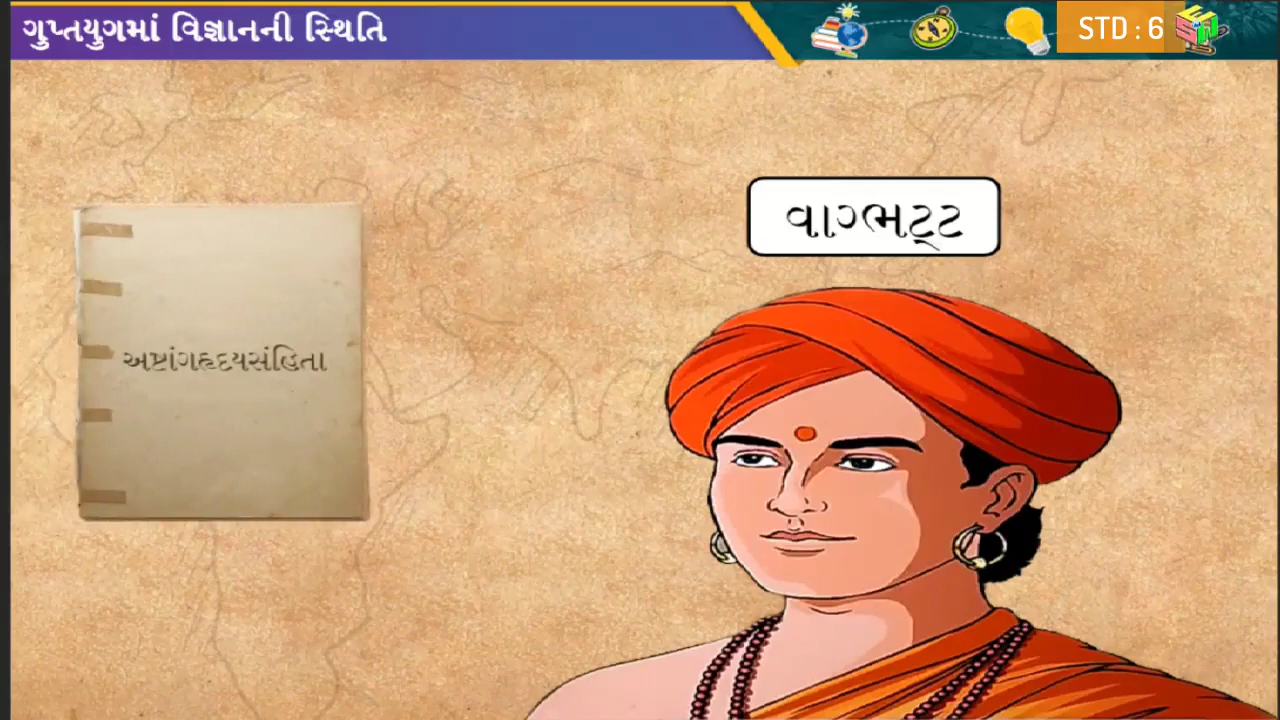 ગુપ્તયુગમાં વિજ્ઞાનની સ્થિતિ
STD : 6
વાગ્ભટ્ટ
અષ્ટાંગહૃદયસંહિતા